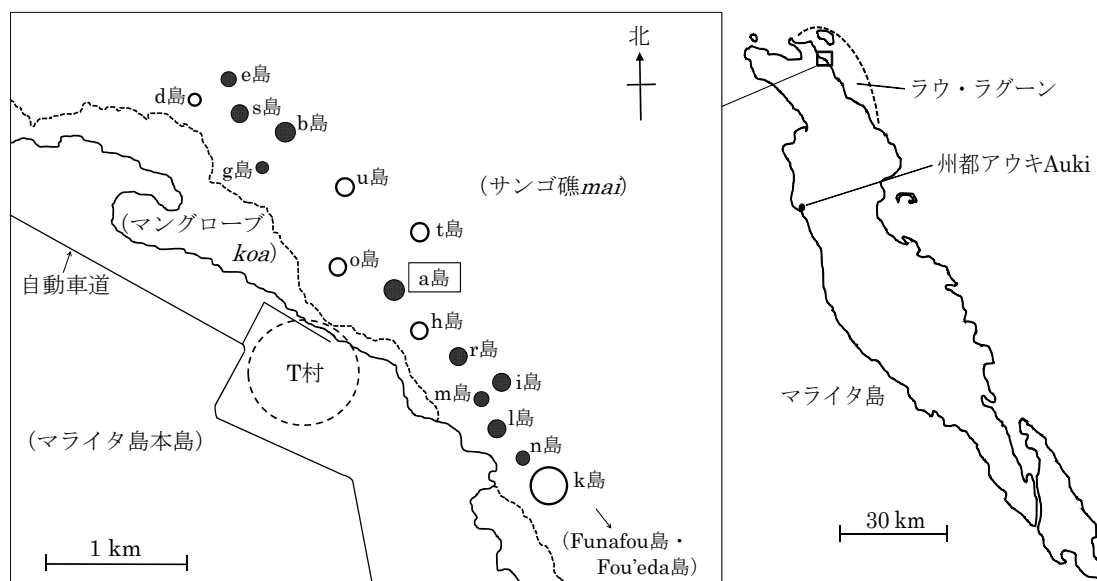 北
e島
d島
s島
b島
g島
u島
(サンゴ礁mai)
(マングローブ
koa)
t島
o島
a島
自動車道
h島
T村
r島
i島
m島
l島
(マライタ島本島)
n島
k島
(Funafou島・
Fou'eda島)
1 km
ラウ・ラグーン
州都アウキAuki
マライタ島
30 km